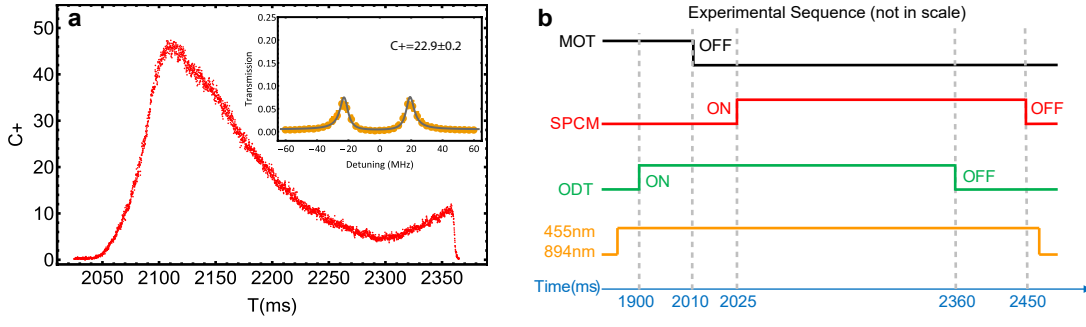 a
C+
50
40
30
20
10
0
2050 2100 2150 2200 2250 2300 2350
T(ms)
Transmission
0.25
0.20
0.15
0.10
0.05
0.00
C+=22.9±0.2
−60 −40 −20 0 20 40 60
Detuning (MHz)
b
Experimental Sequence (not in scale)
MOT
OFF
SPCM
ON
OFF
ODT
ON
OFF
455nm
894nm
Time(ms)
1900 2010 2025 2360 2450